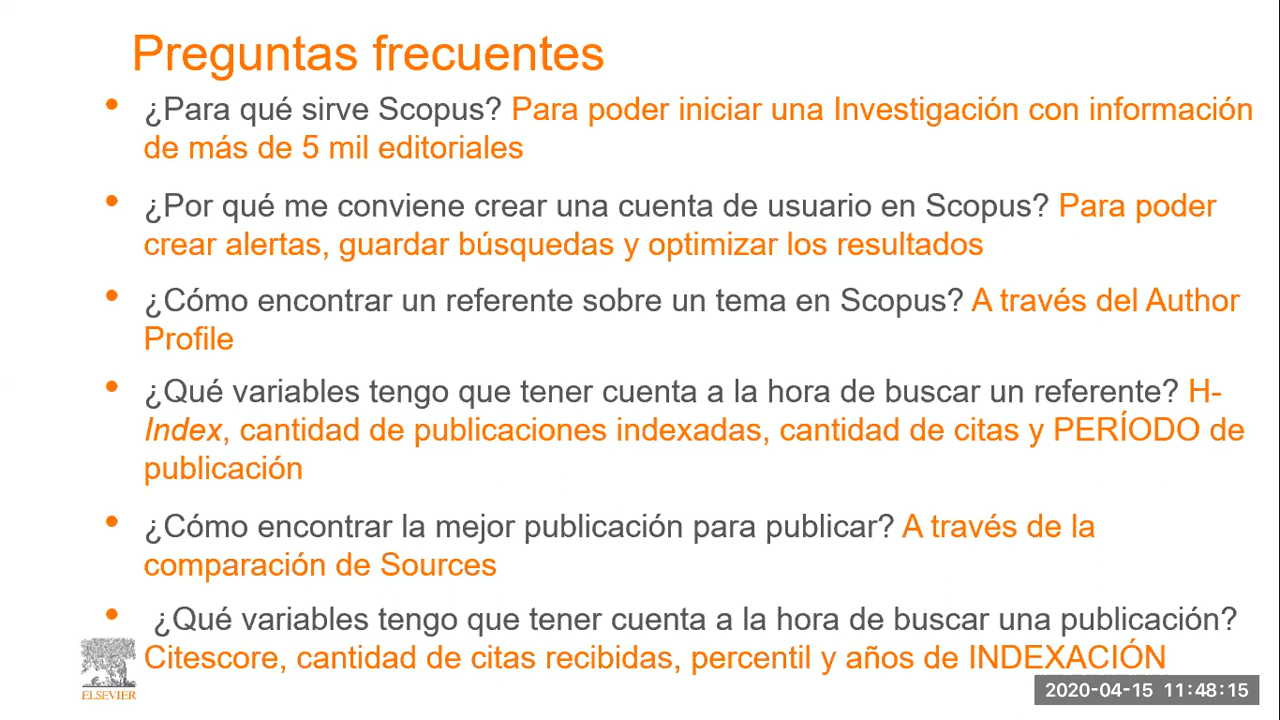 Preguntas frecuentes
• ¿Para qué sirve Scopus? Para poder iniciar una Investigación con información
de más de 5 mil editoriales
• ¿Por qué me conviene crear una cuenta de usuario en Scopus? Para poder
crear alertas, guardar búsquedas y optimizar los resultados
• ¿Cómo encontrar un referente sobre un tema en Scopus? A través del Author
Profile
• ¿Qué variables tengo que tener cuenta a la hora de buscar un referente? H-
Index, cantidad de publicaciones indexadas, cantidad de citas y PERÍODO de
publicación
• ¿Cómo encontrar la mejor publicación para publicar? A través de la
comparación de Sources
• ¿Qué variables tengo que tener cuenta a la hora de buscar una publicación?
Citescore, cantidad de citas recibidas, percentil y años de INDEXACIÓN
ELSEVIER
2020-04-15 11:48:15